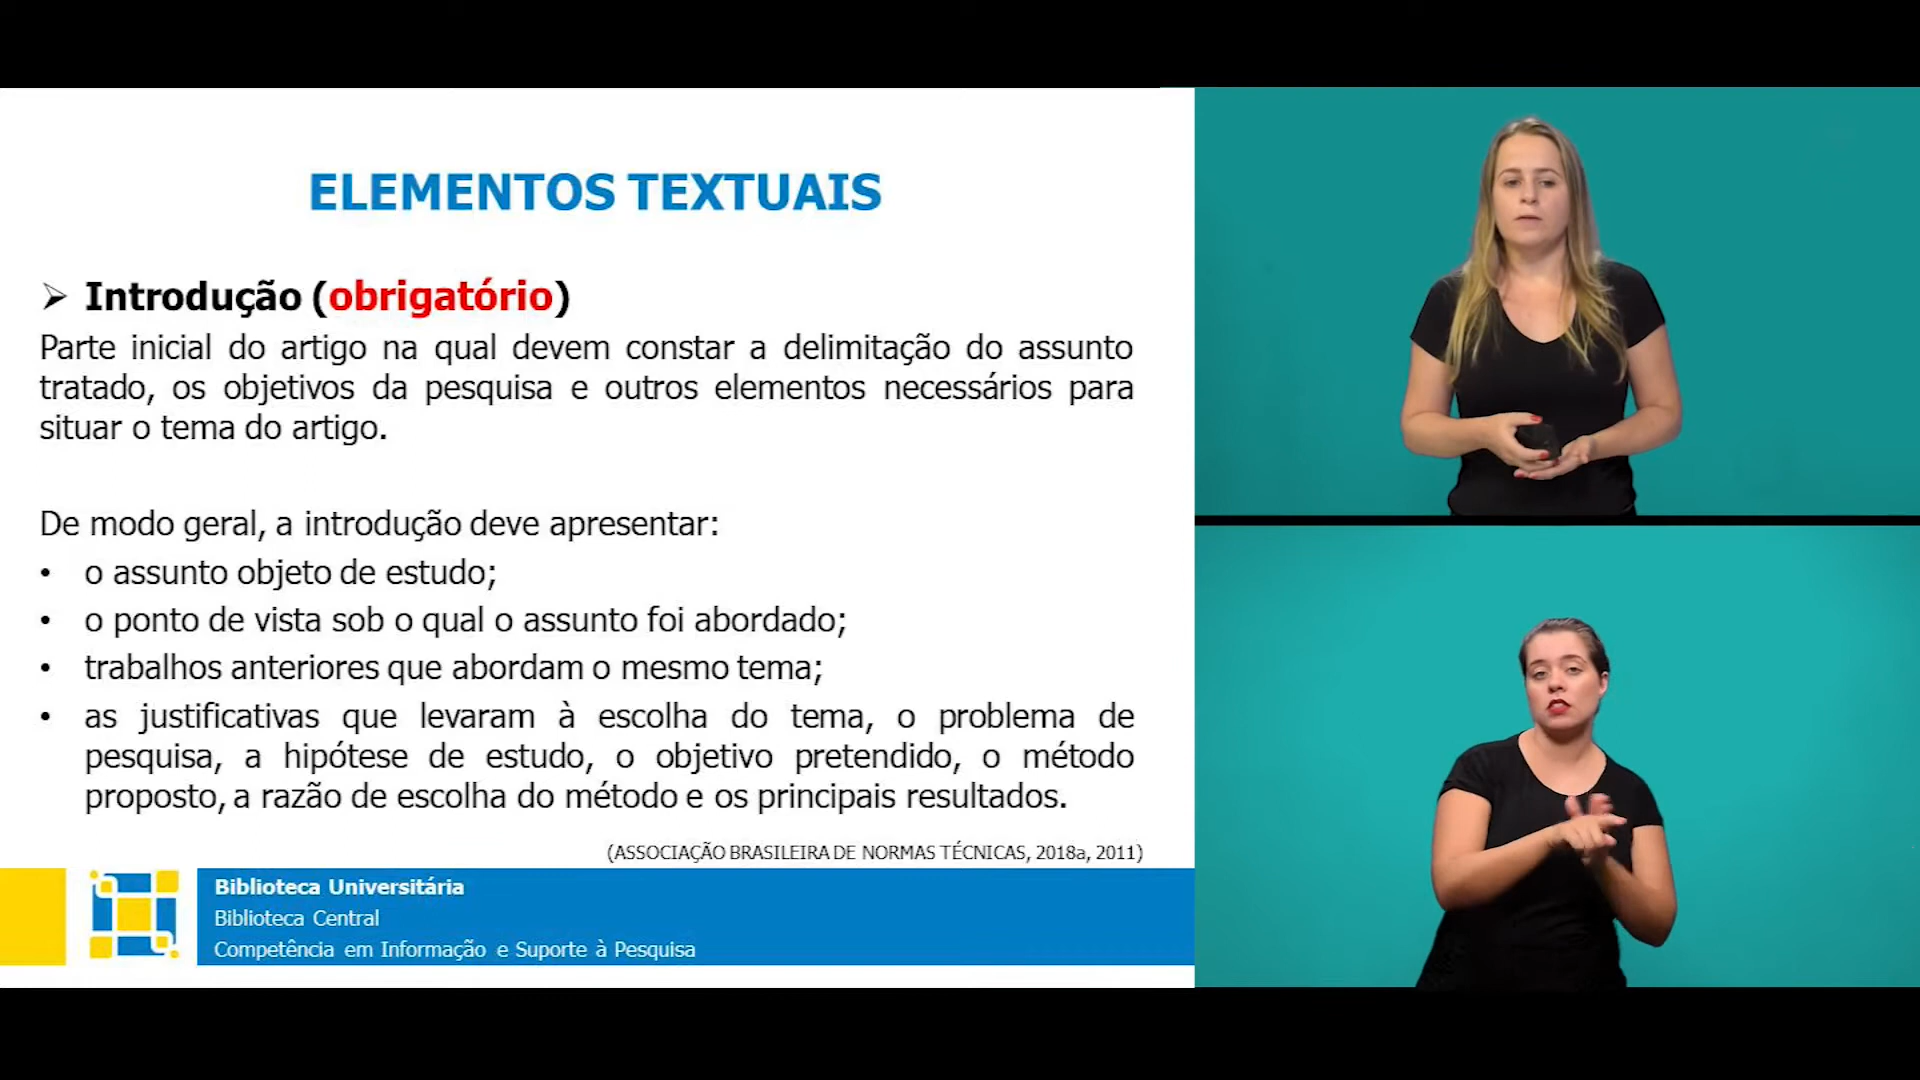 ELEMENTOS TEXTUAIS
➢ Introdução (obrigatório)
Parte inicial do artigo na qual devem constar a delimitação do assunto
tratado, os objetivos da pesquisa e outros elementos necessários para
situar o tema do artigo.
De modo geral, a introdução deve apresentar:
• o assunto objeto de estudo;
• o ponto de vista sob o qual o assunto foi abordado;
• trabalhos anteriores que abordam o mesmo tema;
• as justificativas que levaram à escolha do tema, o problema de
pesquisa, a hipótese de estudo, o objetivo pretendido, o método
proposto, a razão de escolha do método e os principais resultados.
(ASSOCIAÇÃO BRASILEIRA DE NORMAS TÉCNICAS, 2018a, 2011)
Biblioteca Universitária
Biblioteca Central
Competência em Informação e Suporte à Pesquisa